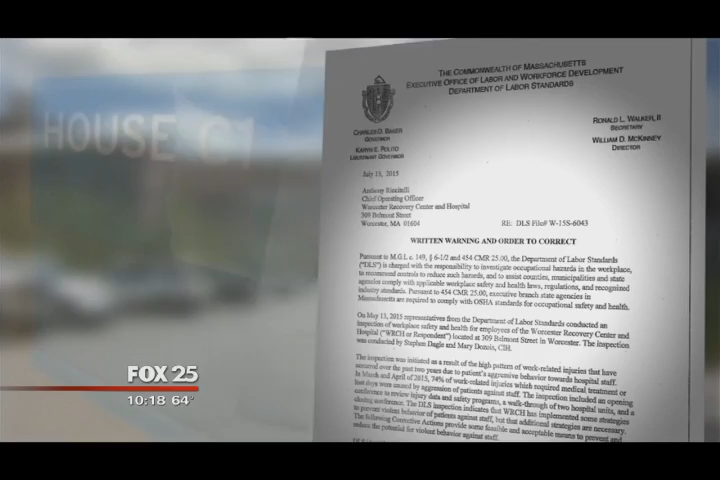 HOUSE
THE COMMONWEALTH OF MASSACHUSETTS
EXECUTIVE OFFICE OF LABOR AND WORKFORCE DEVELOPMENT
DEPARTMENT OF LABOR STANDARDS
CHARLES D. BAKER
GOVERNOR
KARYN E. POLITO
LIEUTENANT GOVERNOR
RONALD L. WALKER, II
SECRETARY
WILLIAM D. MCKINNEY
DIRECTOR
July 13, 2015
Anthony Riccitelli
Chief Operating Officer
Worcester Recovery Center and Hospital
309 Belmont Street
Worcester, MA 01604
RE: DLS File# W-15S-6043
WRITTEN WARNING AND ORDER TO CORRECT
Pursuant to M.G.L c. 149, § 6-1/2 and 454 CMR 25.00, the Department of Labor Standards
("DLS") is charged with the responsibility to investigate occupational hazards in the workplace,
to recommend controls to reduce such hazards, and to assist counties, municipalities and state
agencies comply with applicable workplace safety and health laws, regulations, and recognized
industry standards. Pursuant to 454 CMR 25.00, executive branch state agencies in
Massachusetts are required to comply with OSHA standards for occupational safety and health.
On May 13, 2015 representatives from the Department of Labor Standards conducted an
inspection of workplace safety and health for employees of the Worcester Recovery Center and
Hospital ("WRCH or Respondent") located at 309 Belmont Street in Worcester. The inspection
was conducted by Stephen Dagle and Mary Dozois, CIH.
The inspection was initiated as a result of the high pattern of work-related injuries that have
occurred over the past two years due to patient's aggressive behavior towards hospital staff.
In March and April of 2015, 74% of work-related injuries which required medical treatment or
lost days were caused by aggression of patients against staff. The inspection included an opening
conference to review injury data and safety programs, a walk-through of two hospital units, and a
closing conference. The DLS inspection indicates that WRCH has implemented some strategies
to prevent violent behavior of patients against staff, but that additional strategies are necessary.
The following Corrective Actions provide some feasible and acceptable means to prevent and
reduce the potential for violent behavior against staff.
FOX 25
10:18 64°